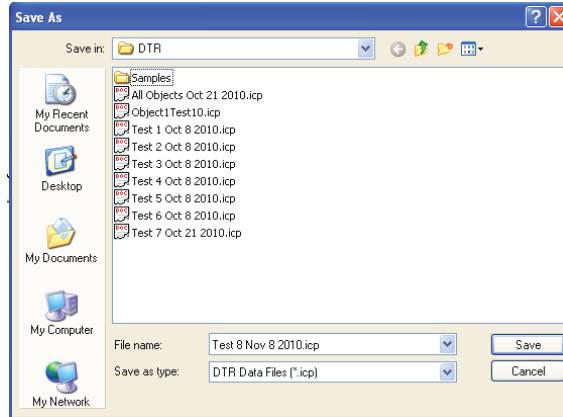 Save As
Save in: DTR
My Recent
Documents
Desktop
My Documents
My Computer
My Network
Samples
All Objects Oct 21 2010.icp
Object1Test10.icp
Test 1 Oct 8 2010.icp
Test 2 Oct 8 2010.icp
Test 3 Oct 8 2010.icp
Test 4 Oct 8 2010.icp
Test 5 Oct 8 2010.icp
Test 6 Oct 8 2010.icp
Test 7 Oct 21 2010.icp
File name: Test 8 Nov 8 2010.icp Save
Save as type: DTR Data Files (*.icp) Cancel